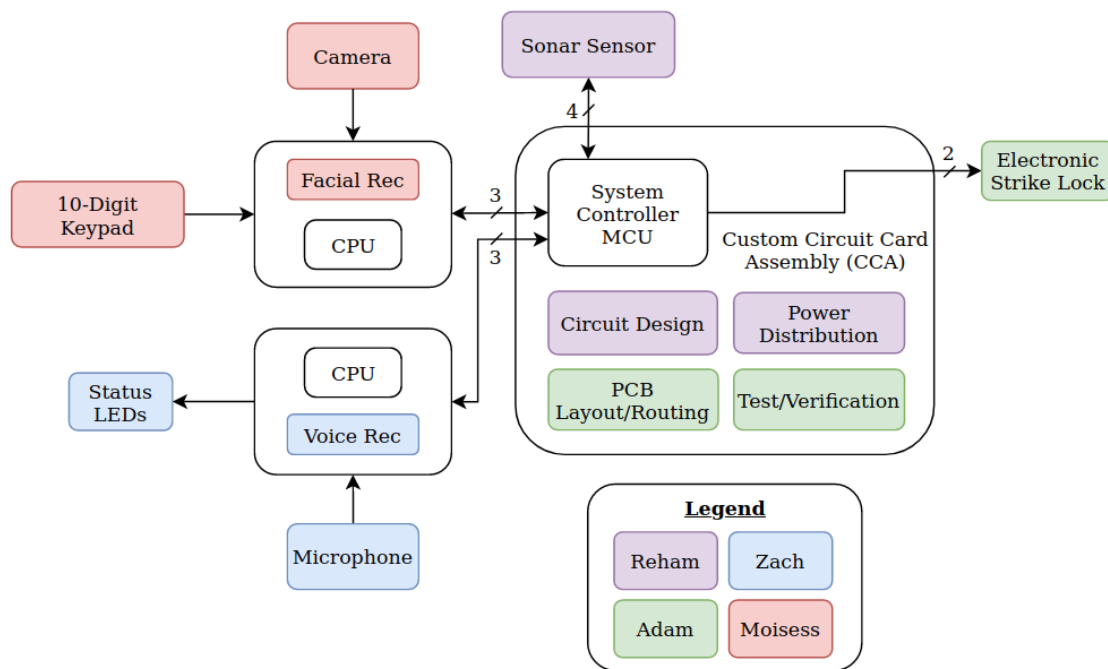 Camera
Sonar Sensor
4
Facial Rec
CPU
10-Digit
Keypad
3
3
System
Controller
MCU
2
Electronic
Strike Lock
Custom Circuit Card
Assembly (CCA)
Circuit Design
Power
Distribution
PCB
Layout/Routing
Test/Verification
CPU
Voice Rec
Status
LEDs
Microphone
Legend
Reham
Zach
Adam
Moisess